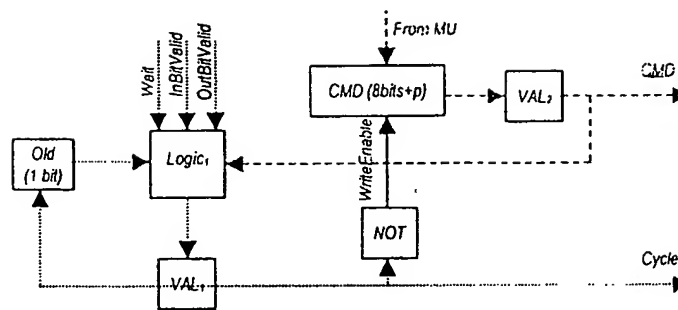 From MU
Wait
InBitValid
OutBitValid
CMD (8bits+p)
VAL₂
CMD
Old
(1 bit)
Logic₁
WriteEnable
NOT
VAL₁
Cycle